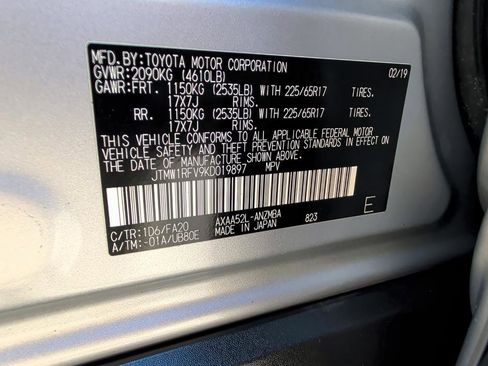 MFD.BY: TOYOTA MOTOR CORPORATION 02/19
GVWR: 2090KG (4610LB)
GAWR: FRT. 1150KG (2535LB) WITH 225/65R17 TIRES.
17X7J RIMS.
RR. 1150KG (2535LB) WITH 225/65R17 TIRES.
17X7J RIMS.
THIS VEHICLE CONFORMS TO ALL APPLICABLE FEDERAL MOTOR
VEHICLE SAFETY AND THEFT PREVENTION STANDARDS IN EFFECT ON
THE DATE OF MANUFACTURE SHOWN ABOVE.
JTMW1RFV9KD019897 MPV
C/TR: 1D6/FA20 AXAA52L-ANZMBA 823 E
A/TM: -01A/UB80E MADE IN JAPAN